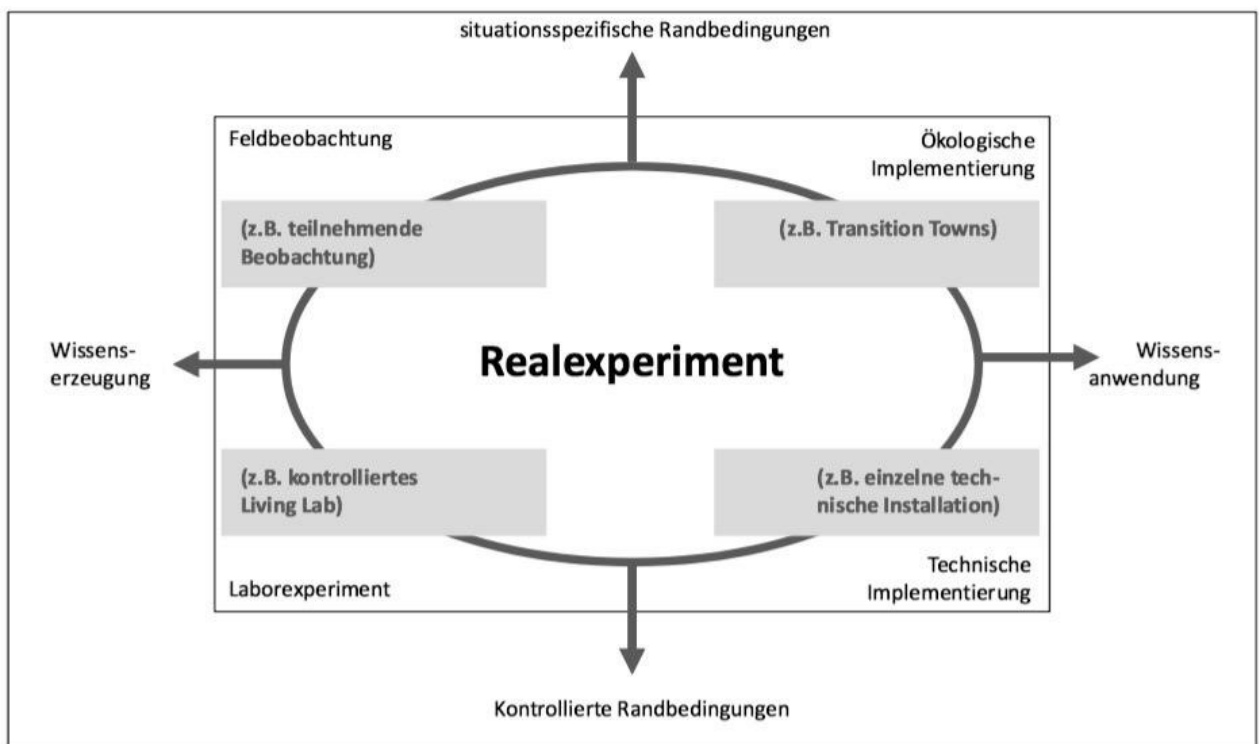 situationsspezifische Randbedingungen
Feldbeobachtung
Ökologische
Implementierung
(z.B. teilnehmende
Beobachtung)
(z.B. Transition Towns)
Wissens-
erzeugung
Realexperiment
Wissens-
anwendung
(z.B. kontrolliertes
Living Lab)
(z.B. einzelne tech-
nische Installation)
Laborexperiment
Technische
Implementierung
Kontrollierte Randbedingungen